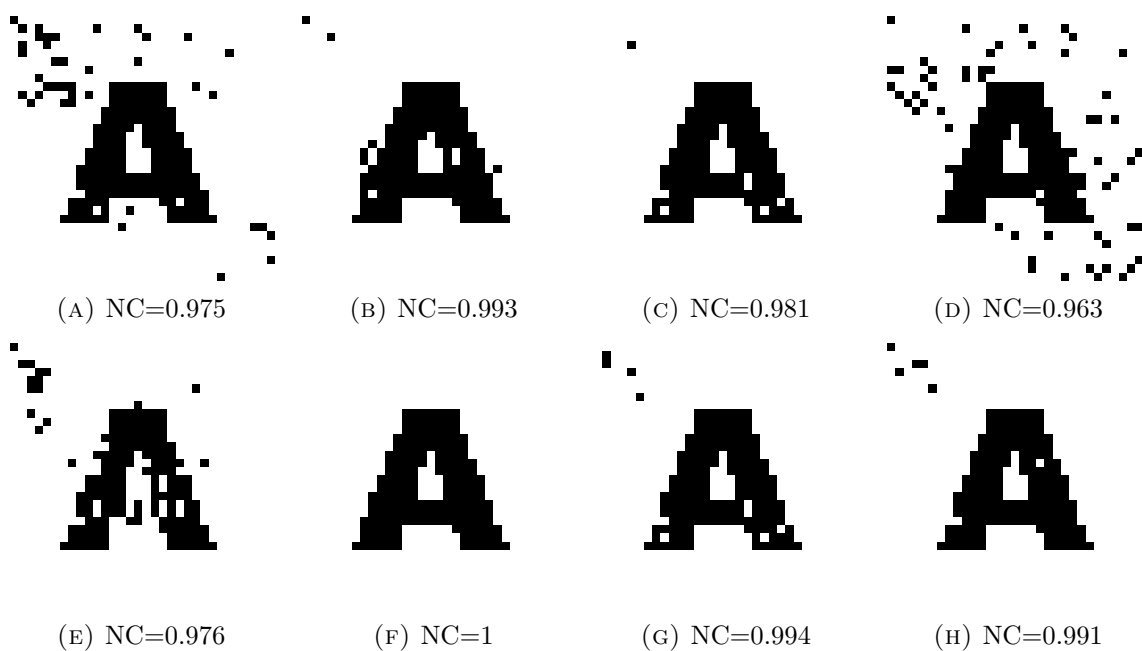 A A A A
(A) NC=0.975 (B) NC=0.993 (C) NC=0.981 (D) NC=0.963
A A A A
(E) NC=0.976 (F) NC=1 (G) NC=0.994 (H) NC=0.991